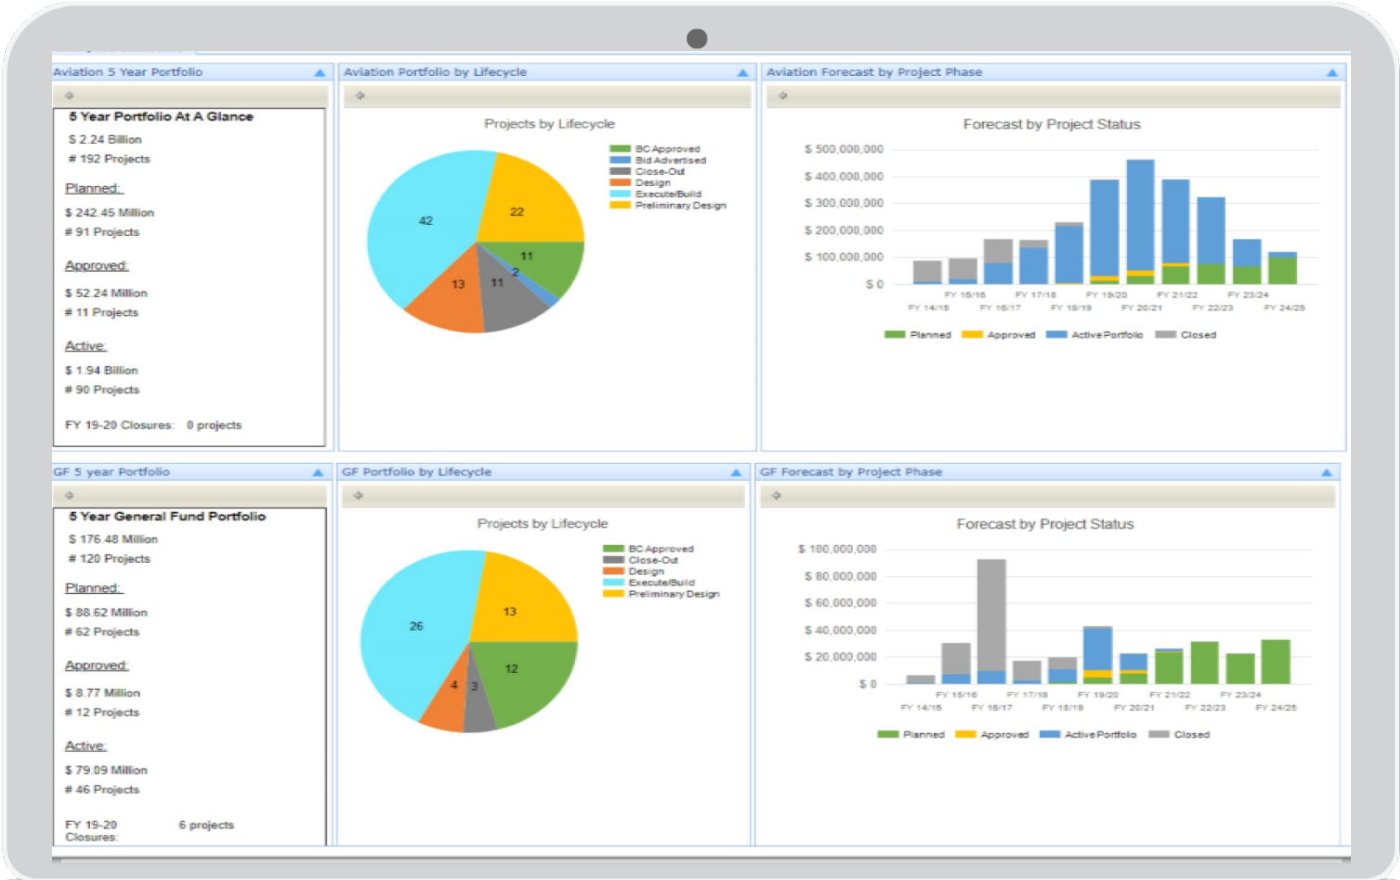 Aviation 5 Year Portfolio
5 Year Portfolio At A Glance
$ 2.24 Billion
# 192 Projects
Planned:
$ 242.45 Million
# 91 Projects
Approved:
$ 52.24 Million
# 11 Projects
Active:
$ 1.94 Billion
# 90 Projects
FY 19-20 Closures: 0 projects
Aviation Portfolio by Lifecycle
Projects by Lifecycle
BC Approved
Bid Advertised
Close-Out
Design
Execute/Build
Preliminary Design
42
22
11
2
11
13
Aviation Forecast by Project Phase
Forecast by Project Status
$ 500,000,000
$ 400,000,000
$ 300,000,000
$ 200,000,000
$ 100,000,000
$ 0
FY 15/16 FY 17/18 FY 19/20 FY 21/22 FY 23/24
FY 14/15 FY 16/17 FY 18/19 FY 20/21 FY 22/23 FY 24/25
Planned Approved Active Portfolio Closed
GF 5 year Portfolio
5 Year General Fund Portfolio
$ 176.48 Million
# 120 Projects
Planned:
$ 88.62 Million
# 62 Projects
Approved:
$ 8.77 Million
# 12 Projects
Active:
$ 79.09 Million
# 46 Projects
FY 19-20 6 projects
Closures:
GF Portfolio by Lifecycle
Projects by Lifecycle
BC Approved
Close-Out
Design
Execute/Build
Preliminary Design
26
13
12
4
3
GF Forecast by Project Phase
Forecast by Project Status
$ 100,000,000
$ 80,000,000
$ 60,000,000
$ 40,000,000
$ 20,000,000
$ 0
FY 15/16 FY 17/18 FY 19/20 FY 21/22 FY 23/24
FY 14/15 FY 16/17 FY 18/19 FY 20/21 FY 22/23 FY 24/25
Planned Approved Active Portfolio Closed